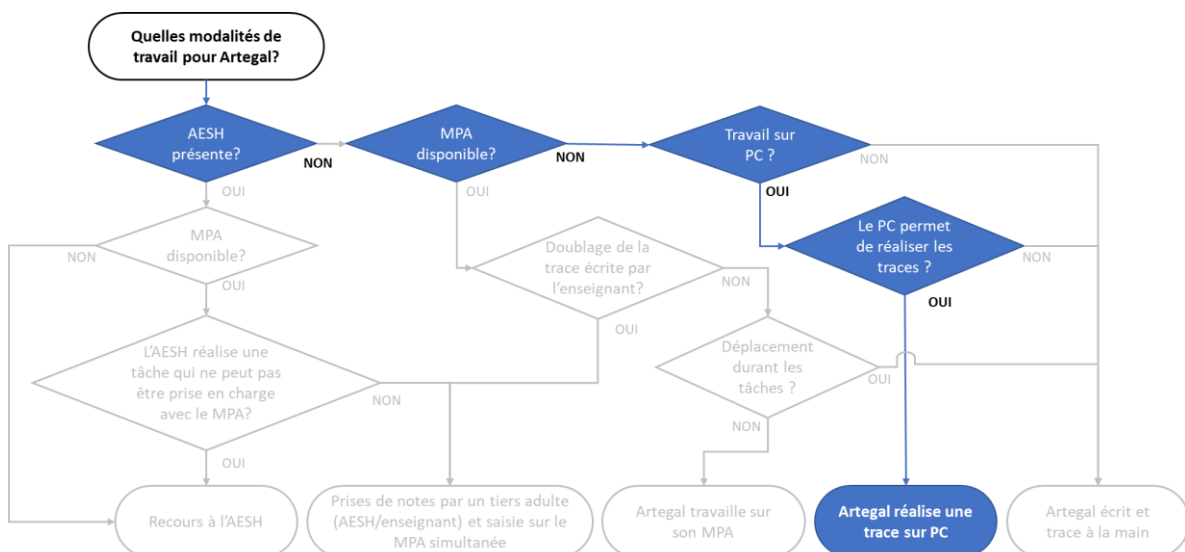 Quelles modalités de
travail pour Artegal?
AESH
présente?
NON
OUI
MPA
disponible?
NON
OUI
Travail sur
PC ?
NON
OUI
MPA
disponible?
NON
OUI
Doublage de la
trace écrite par
l'enseignant?
NON
OUI
Le PC permet
de réaliser les
traces ?
NON
OUI
L'AESH réalise une
tâche qui ne peut pas
être prise en charge
avec le MPA?
NON
OUI
Déplacement
durant les
tâches ?
OUI
NON
Recours à l'AESH
Prises de notes par un tiers adulte
(AESH/enseignant) et saisie sur le
MPA simultanée
Artegal travaille sur
son MPA
Artegal réalise une
trace sur PC
Artegal écrit et
trace à la main